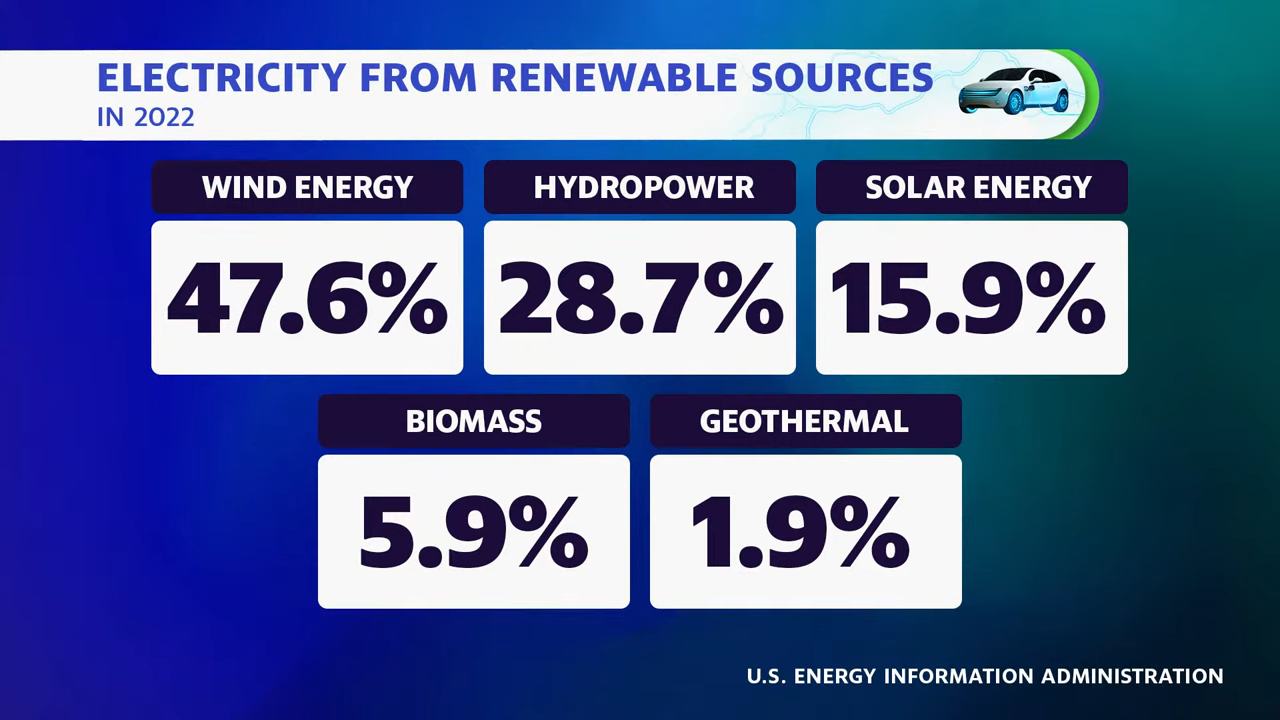 ELECTRICITY FROM RENEWABLE SOURCES
IN 2022
WIND ENERGY
47.6%
HYDROPOWER
28.7%
SOLAR ENERGY
15.9%
BIOMASS
5.9%
GEOTHERMAL
1.9%
U.S. ENERGY INFORMATION ADMINISTRATION